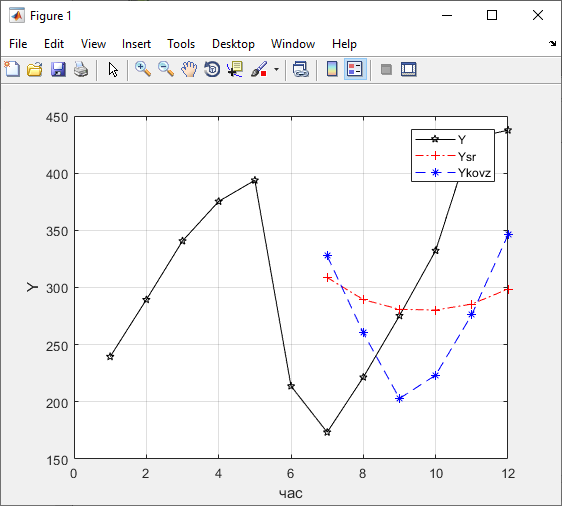 Figure 1
File Edit View Insert Tools Desktop Window Help
450
400
350
300
250
200
150
0 2 4 6 8 10 12
Y
час
Y
Ysr
Ykovz